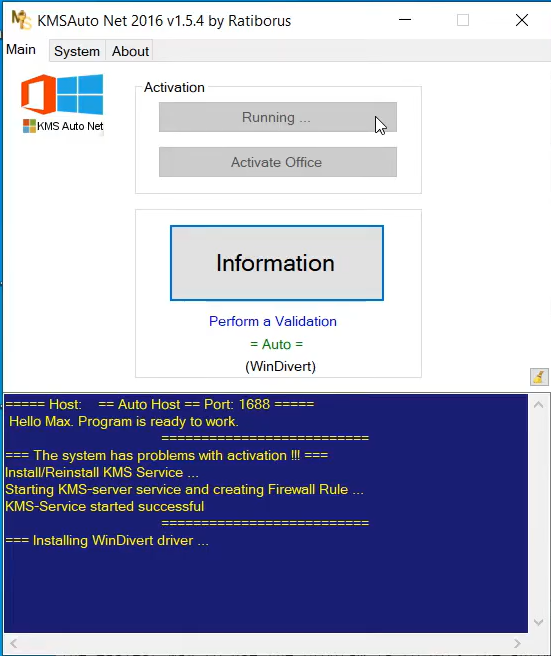 KMSAuto Net 2016 v1.5.4 by Ratiborus
Main System About
KMS Auto Net
Activation
Running ...
Activate Office
Information
Perform a Validation
= Auto =
(WinDivert)
===== Host: == Auto Host == Port: 1688 =====
Hello Max. Program is ready to work.
==========================
=== The system has problems with activation !!! ===
Install/Reinstall KMS Service ...
Starting KMS-server service and creating Firewall Rule ...
KMS-Service started successful
==========================
=== Installing WinDivert driver ...